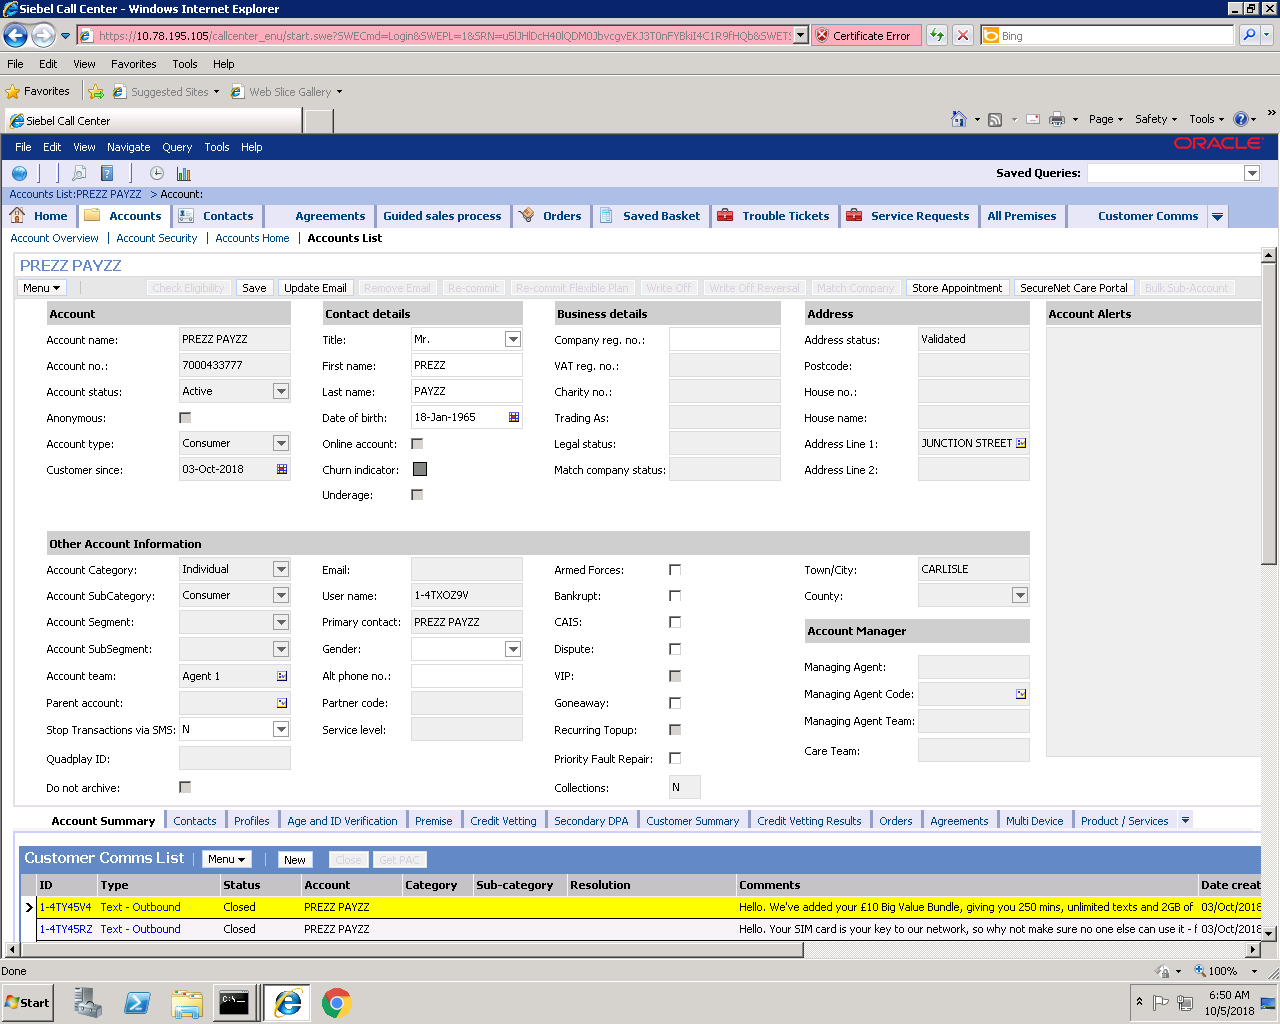 Siebel Call Center - Windows Internet Explorer
https://10.78.195.105/callcenter_enu/start.swe?SWECmd=Login&SWEPL=1&SRN= Certificate Error Bing
File Edit View Favorites Tools Help
Favorites Suggested Sites Web Slice Gallery
Siebel Call Center Page Safety Tools »
File Edit View Navigate Query Tools Help ORACLE
Saved Queries:
Accounts List:PREZZ PAYZZ > Account:
Home Accounts Contacts Agreements Guided sales process Orders Saved Basket Trouble Tickets Service Requests All Premises Customer Comms
Account Overview | Account Security | Accounts Home | Accounts List
PREZZ PAYZZ
Menu Check Eligibility Save Update Email Remove Email Re-commit Re-commit Flexible Plan Write Off Write Off Reversal Match Company Store Appointment SecureNet Care Portal Bulk Sub-Account
Account Contact details Business details Address Account Alerts
Account name: PREZZ PAYZZ Title: Mr. Company reg. no.: Address status: Validated
Account no.: 7000433777 First name: PREZZ VAT reg. no.: Postcode:
Account status: Active Last name: PAYZZ Charity no.: House no.:
Anonymous: Date of birth: 18-Jan-1965 Trading As: House name:
Account type: Consumer Online account: Legal status: Address Line 1: JUNCTION STREET
Customer since: 03-Oct-2018 Churn indicator: Match company status: Address Line 2:
Underage:
Other Account Information
Account Category: Individual Email: Armed Forces: Town/City: CARLISLE
Account SubCategory: Consumer User name: 1-4TXOZ9V Bankrupt: County:
Account Segment: Primary contact: PREZZ PAYZZ CAIS: Account Manager
Account SubSegment: Gender: Dispute:
Account team: Agent 1 Alt phone no.: VIP: Managing Agent:
Parent account: Partner code: Goneaway: Managing Agent Code:
Stop Transactions via SMS: N Service level: Recurring Topup: Managing Agent Team:
Quadplay ID: Priority Fault Repair: Care Team:
Do not archive: Collections: N
Account Summary Contacts Profiles Age and ID Verification Premise Credit Vetting Secondary DPA Customer Summary Credit Vetting Results Orders Agreements Multi Device Product / Services
Customer Comms List Menu New Close Get PAC
ID Type Status Account Category Sub-category Resolution Comments Date creat
1-4TY45V4 Text - Outbound Closed PREZZ PAYZZ Hello. We've added your £10 Big Value Bundle, giving you 250 mins, unlimited texts and 2GB of 03/Oct/2018
1-4TY45RZ Text - Outbound Closed PREZZ PAYZZ Hello. Your SIM card is your key to our network, so why not make sure no one else can use it - 03/Oct/2018
Done 100%
Start 6:50 AM
10/5/2018